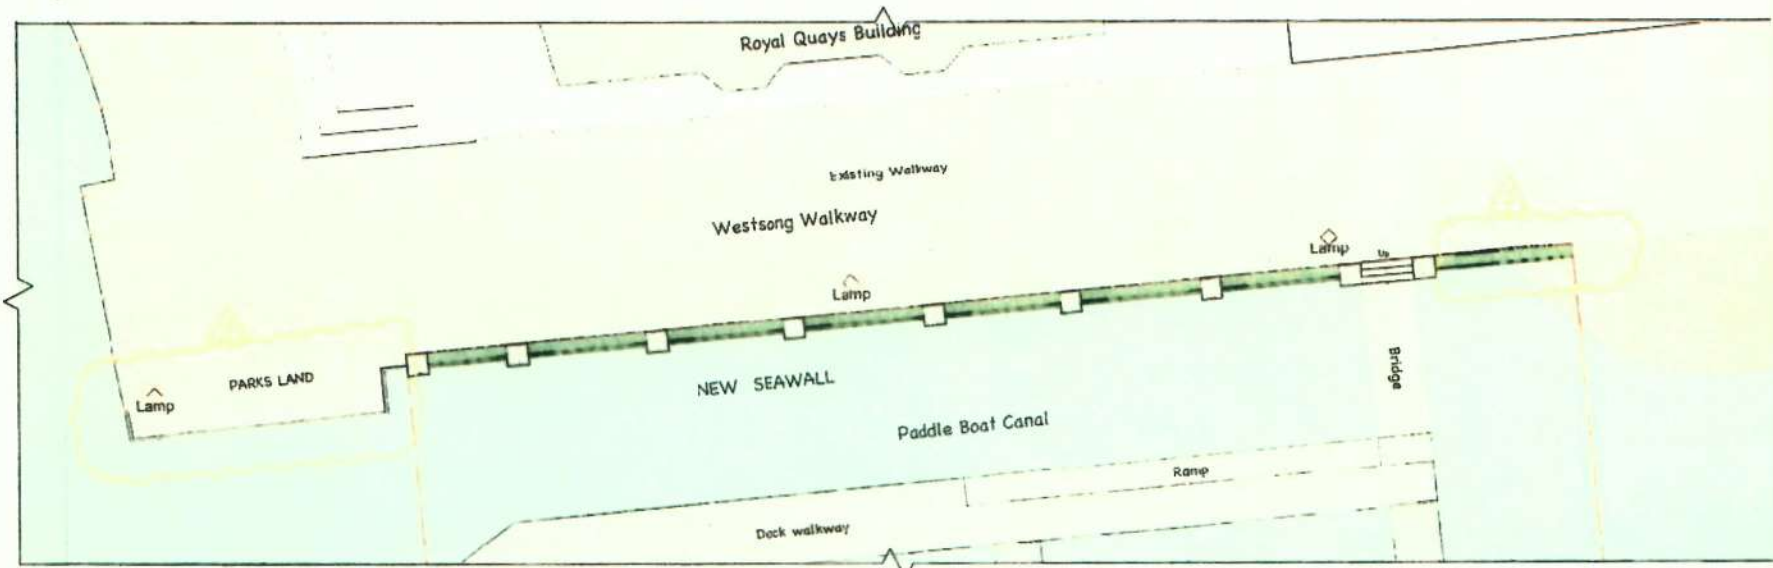 Royal Quays Building
Existing Walkway
Westsong Walkway
Lamp
Up
Lamp
PARKS LAND
Lamp
NEW SEAWALL
Bridge
Paddle Boat Canal
Ramp
Dock walkway